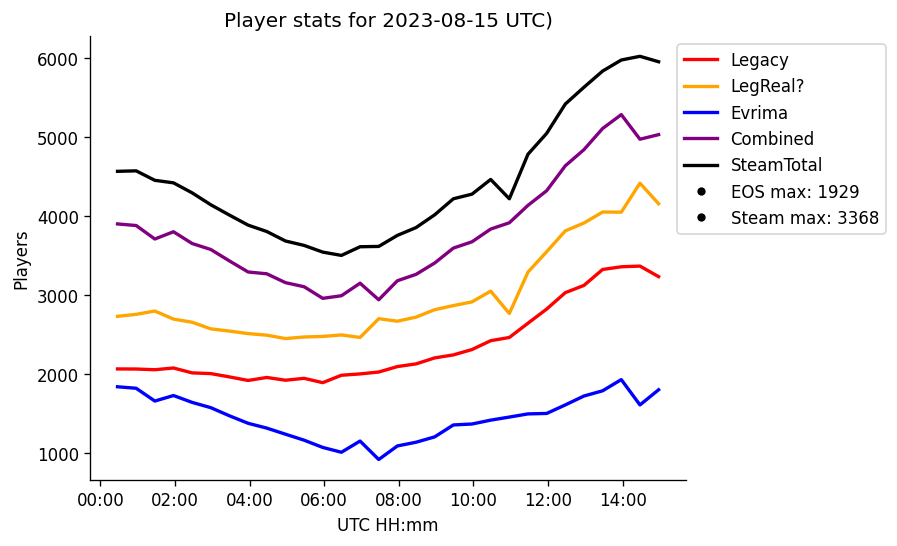 Player stats for 2023-08-15 UTC)
6000
5000
4000
3000
2000
1000
Players
00:00 02:00 04:00 06:00 08:00 10:00 12:00 14:00
UTC HH:mm
Legacy
LegReal?
Evrima
Combined
SteamTotal
EOS max: 1929
Steam max: 3368